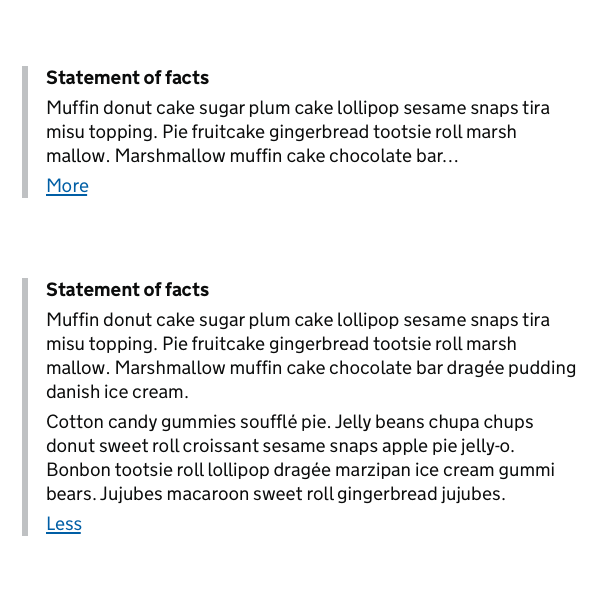 Statement of facts
Muffin donut cake sugar plum cake lollipop sesame snaps tira
misu topping. Pie fruitcake gingerbread tootsie roll marsh
mallow. Marshmallow muffin cake chocolate bar…
More
Statement of facts
Muffin donut cake sugar plum cake lollipop sesame snaps tira
misu topping. Pie fruitcake gingerbread tootsie roll marsh
mallow. Marshmallow muffin cake chocolate bar dragée pudding
danish ice cream.
Cotton candy gummies soufflé pie. Jelly beans chupa chups
donut sweet roll croissant sesame snaps apple pie jelly-o.
Bonbon tootsie roll lollipop dragée marzipan ice cream gummi
bears. Jujubes macaroon sweet roll gingerbread jujubes.
Less